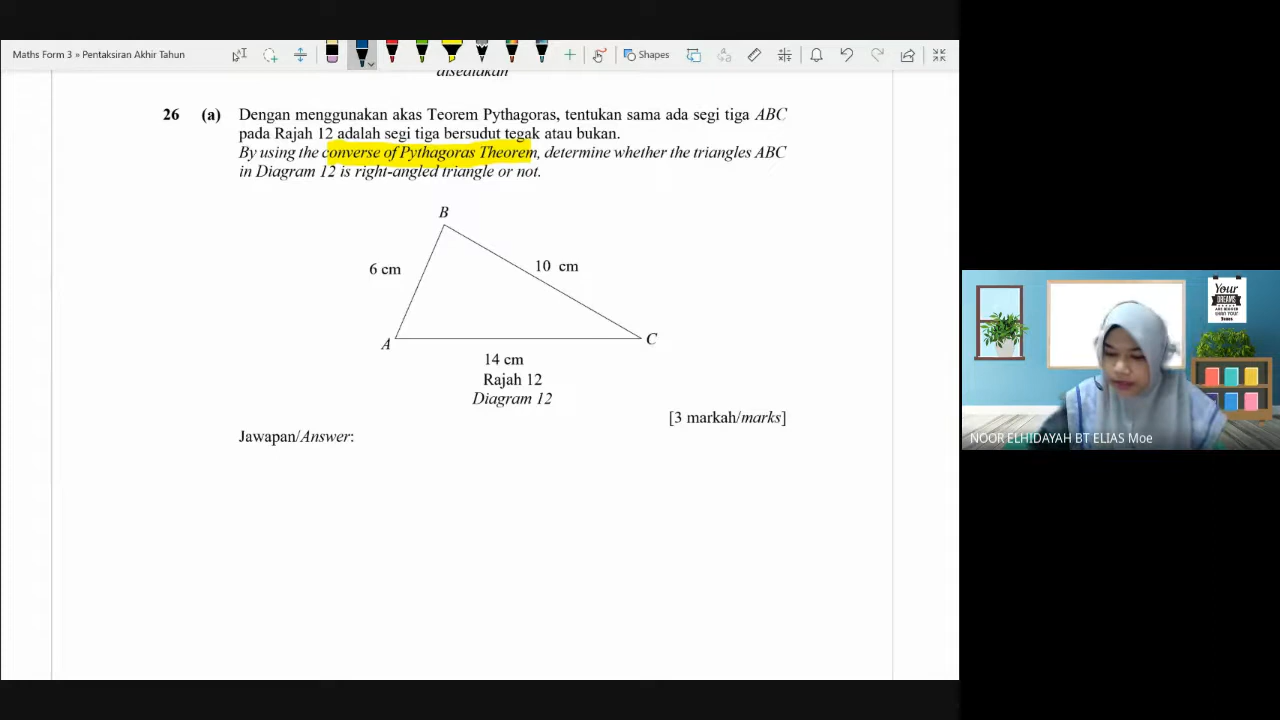 Maths Form 3 » Pentaksiran Akhir Tahun
Shapes
disediakan
26 (a) Dengan menggunakan akas Teorem Pythagoras, tentukan sama ada segi tiga ABC
pada Rajah 12 adalah segi tiga bersudut tegak atau bukan.
By using the converse of Pythagoras Theorem, determine whether the triangles ABC
in Diagram 12 is right-angled triangle or not.
B
6 cm
10 cm
A
C
14 cm
Rajah 12
Diagram 12
[3 markah/marks]
Jawapan/Answer:
Your
DREAMS
NOOR ELHIDAYAH BT ELIAS Moe